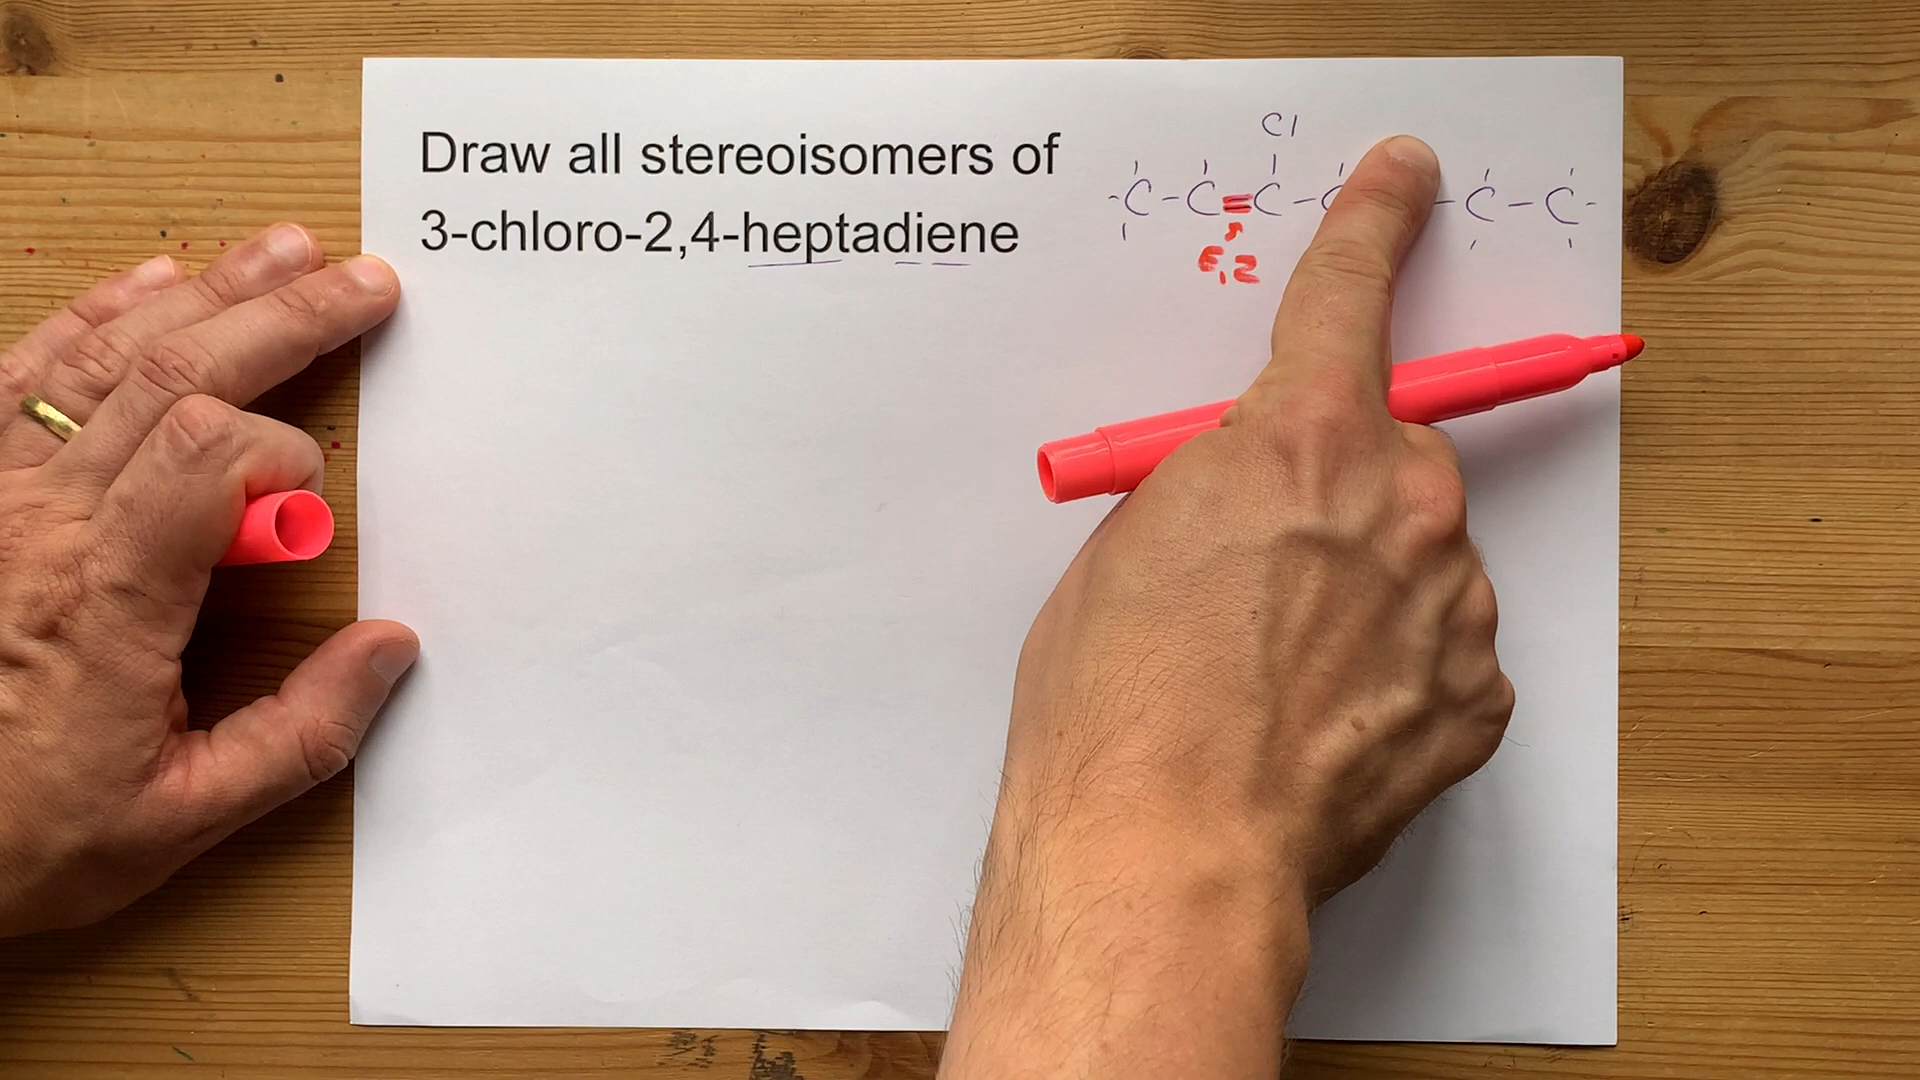 Draw all stereoisomers of
3-chloro-2,4-heptadiene
Cl
-C-C=C-C-C-C-
E,Z